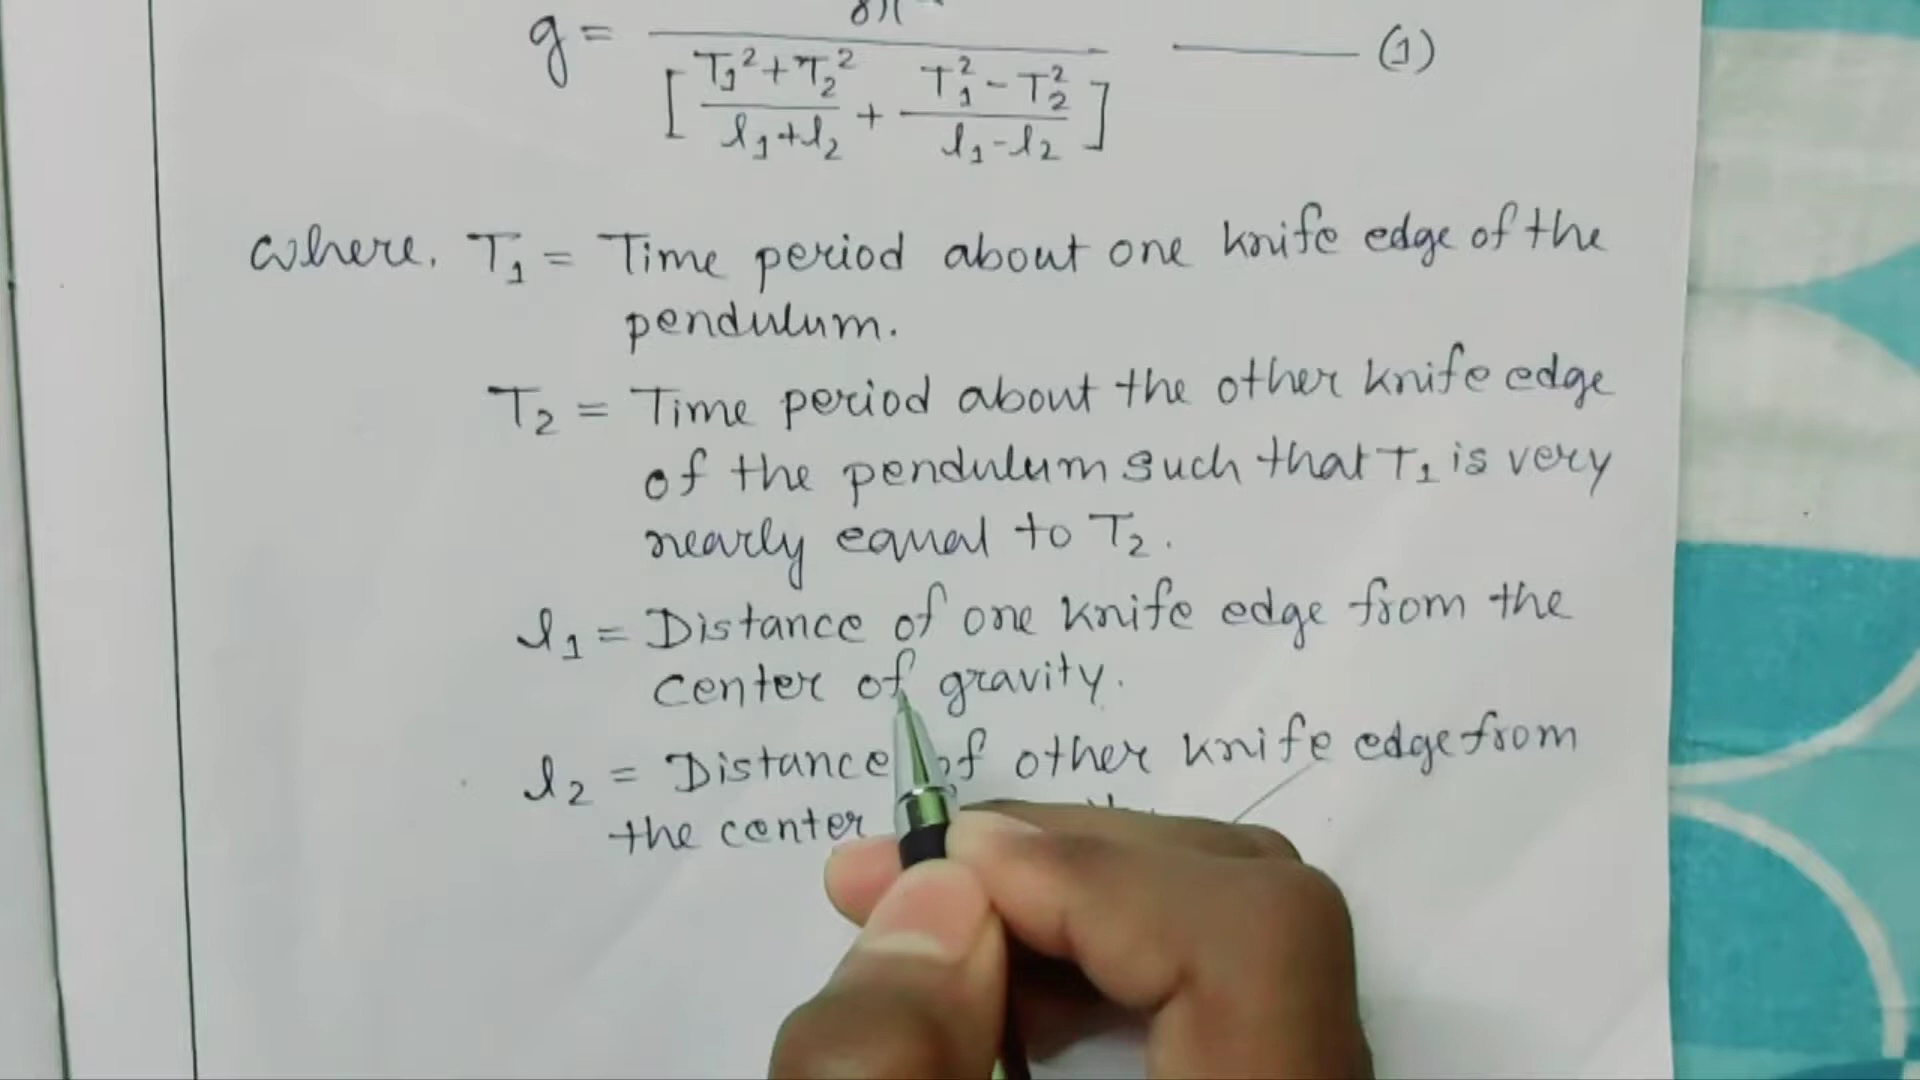 g = 8π² / [ (T₁² + T₂²)/(l₁ + l₂) + (T₁² - T₂²)/(l₁ - l₂) ] ——— (1)
where, T₁ = Time period about one knife edge of the
pendulum.
T₂ = Time period about the other knife edge
of the pendulum such that T₁ is very
nearly equal to T₂.
l₁ = Distance of one knife edge from the
center of gravity.
l₂ = Distance of other knife edge from
the center